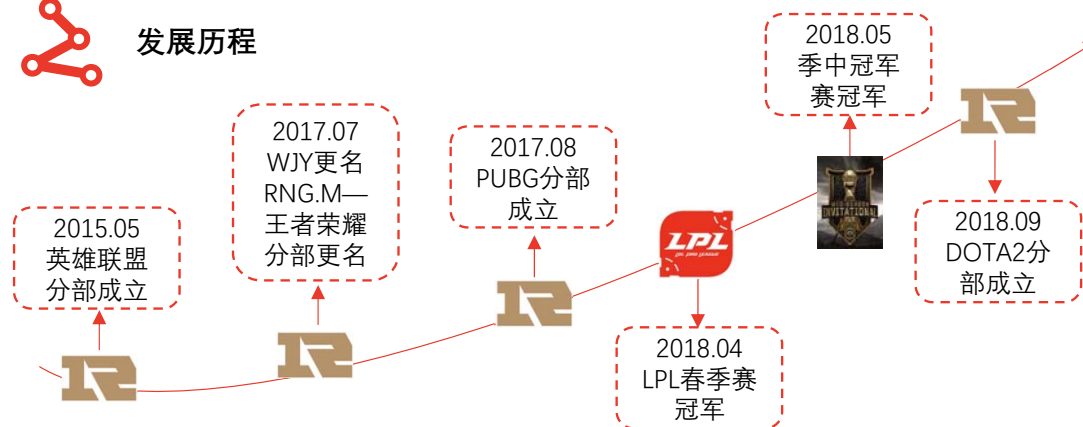 发展历程
2015.05
英雄联盟
分部成立
2017.07
WJY更名
RNG.M—
王者荣耀
分部更名
2017.08
PUBG分部
成立
LPL
2018.04
LPL春季赛
冠军
2018.05
季中冠军
赛冠军
INVITATIONAL
2018.09
DOTA2分
部成立